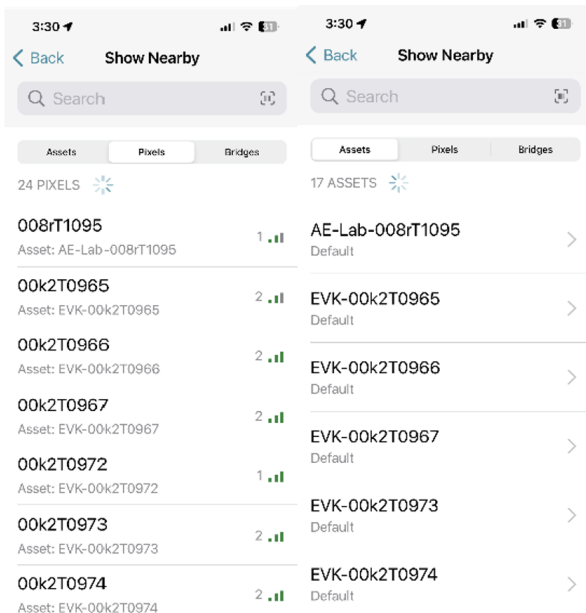 3:30
81
Back
Show Nearby
Search
Assets
Pixels
Bridges
24 PIXELS
008rT1095
1
Asset: AE-Lab-008rT1095
00k2T0965
2
Asset: EVK-00k2T0965
00k2T0966
2
Asset: EVK-00k2T0966
00k2T0967
2
Asset: EVK-00k2T0967
00k2T0972
1
Asset: EVK-00k2T0972
00k2T0973
2
Asset: EVK-00k2T0973
00k2T0974
2
Asset: EVK-00k2T0974
3:30
Back
Show Nearby
Search
Assets
Pixels
Bridges
17 ASSETS
AE-Lab-008rT1095
Default
EVK-00k2T0965
Default
EVK-00k2T0966
Default
EVK-00k2T0967
Default
EVK-00k2T0973
Default
EVK-00k2T0974
Default